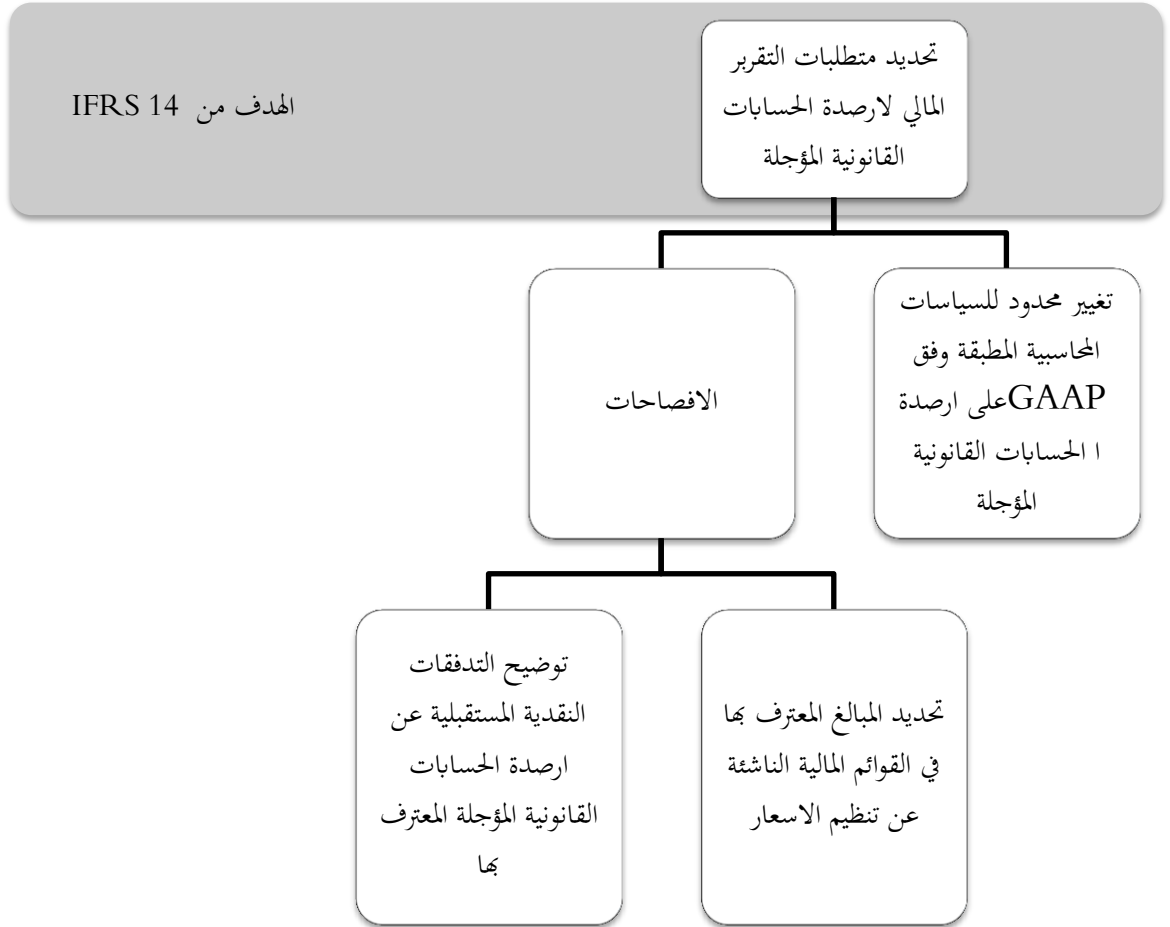 الهدف من IFRS 14
تحديد متطلبات التقربر
المالي لارصدة الحسابات
القانونية المؤجلة
تغيير محدود للسياسات
المحاسبية المطبقة وفق
GAAPعلى ارصدة
ا الحسابات القانونية
المؤجلة
الافصاحات
تحديد المبالغ المعترف بها
في القوائم المالية الناشئة
عن تنظيم الاسعار
توضيح التدفقات
النقدية المستقبلية عن
ارصدة الحسابات
القانونية المؤجلة المعترف
بها